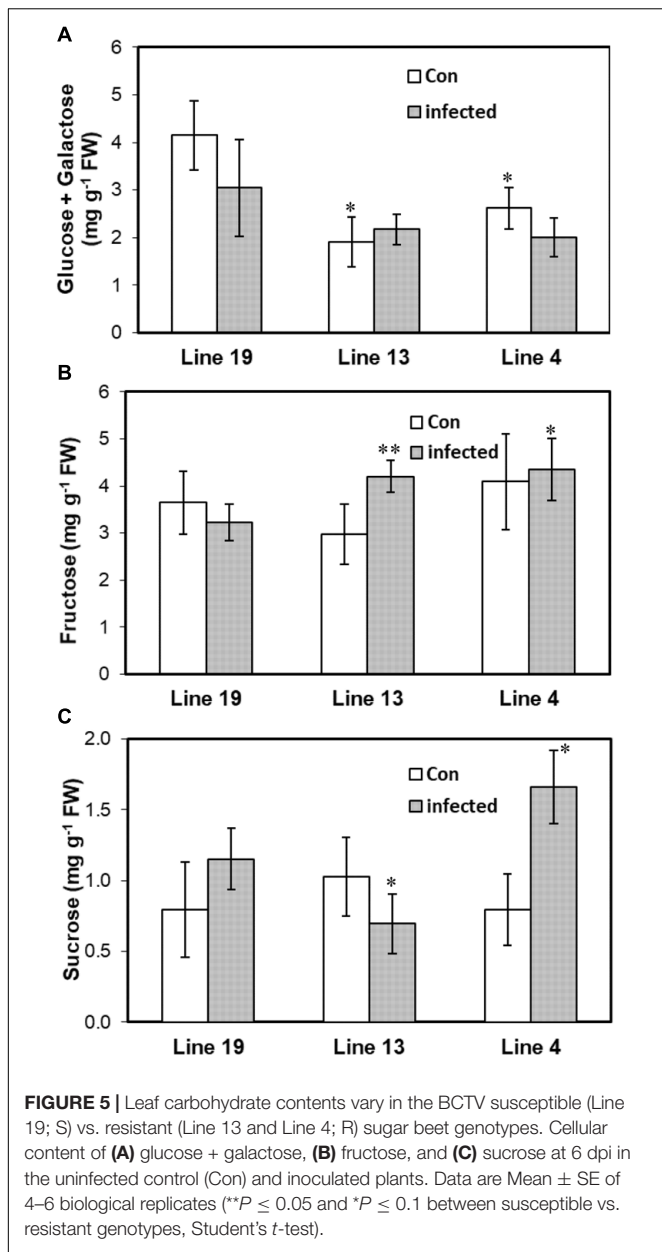 A
Glucose + Galactose
(mg g⁻¹ FW)
6
5
4
3
2
1
0
Con
infected
*
*
Line 19
Line 13
Line 4
B
Fructose (mg g⁻¹ FW)
6
5
4
3
2
1
0
Con
infected
**
*
Line 19
Line 13
Line 4
C
Sucrose (mg g⁻¹ FW)
2.0
1.5
1.0
0.5
0.0
Con
infected
*
*
Line 19
Line 13
Line 4
FIGURE 5 | Leaf carbohydrate contents vary in the BCTV susceptible (Line
19; S) vs. resistant (Line 13 and Line 4; R) sugar beet genotypes. Cellular
content of (A) glucose + galactose, (B) fructose, and (C) sucrose at 6 dpi in
the uninfected control (Con) and inoculated plants. Data are Mean ± SE of
4–6 biological replicates (**P ≤ 0.05 and *P ≤ 0.1 between susceptible vs.
resistant genotypes, Student's t-test).